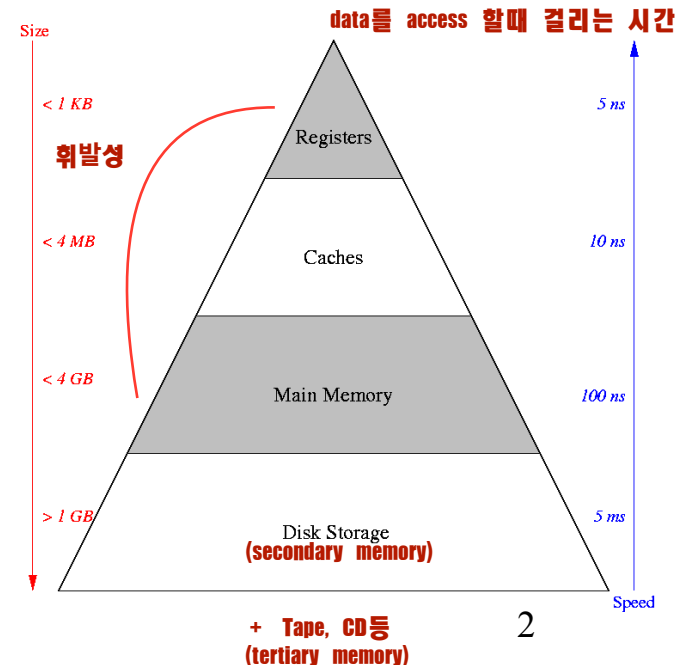 data를 access 할때 걸리는 시간
Size
< 1 KB
5 ns
Registers
휘발성
< 4 MB
10 ns
Caches
< 4 GB
100 ns
Main Memory
> 1 GB
5 ms
Disk Storage
(secondary memory)
Speed
+ Tape, CD등
2
(tertiary memory)